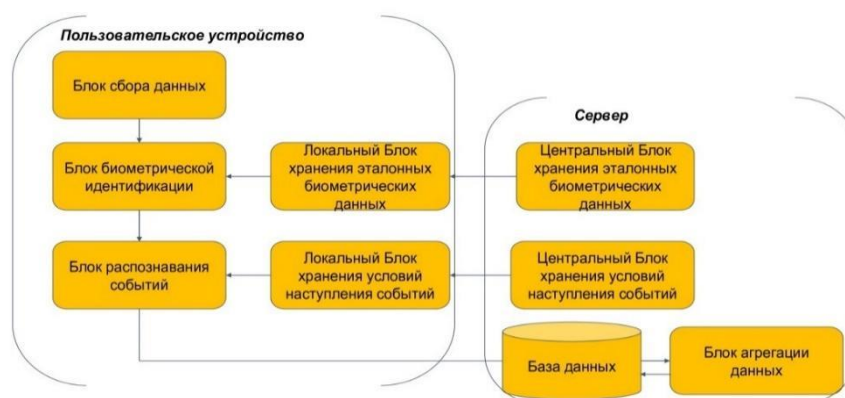 Пользовательское устройство
Блок сбора данных
Сервер
Блок биометрической
идентификации
Локальный Блок
хранения эталонных
биометрических
данных
Центральный Блок
хранения эталонных
биометрических
данных
Блок распознавания
событий
Локальный Блок
хранения условий
наступления событий
Центральный Блок
хранения условий
наступления событий
База данных
Блок агрегации
данных